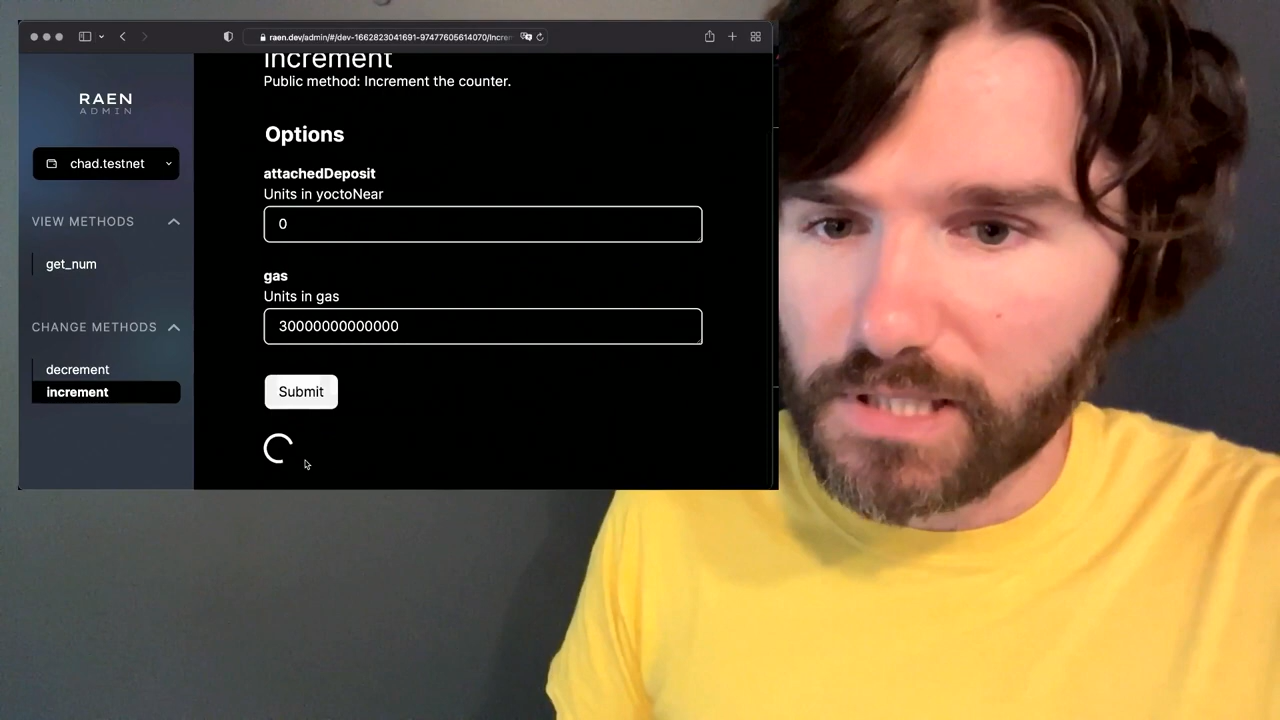 raen.dev/admin/#/dev-1662823041691-97477605614070/Increm
RAEN
ADMIN
chad.testnet
VIEW METHODS
get_num
CHANGE METHODS
decrement
increment
Increment
Public method: Increment the counter.
Options
attachedDeposit
Units in yoctoNear
0
gas
Units in gas
30000000000000
Submit